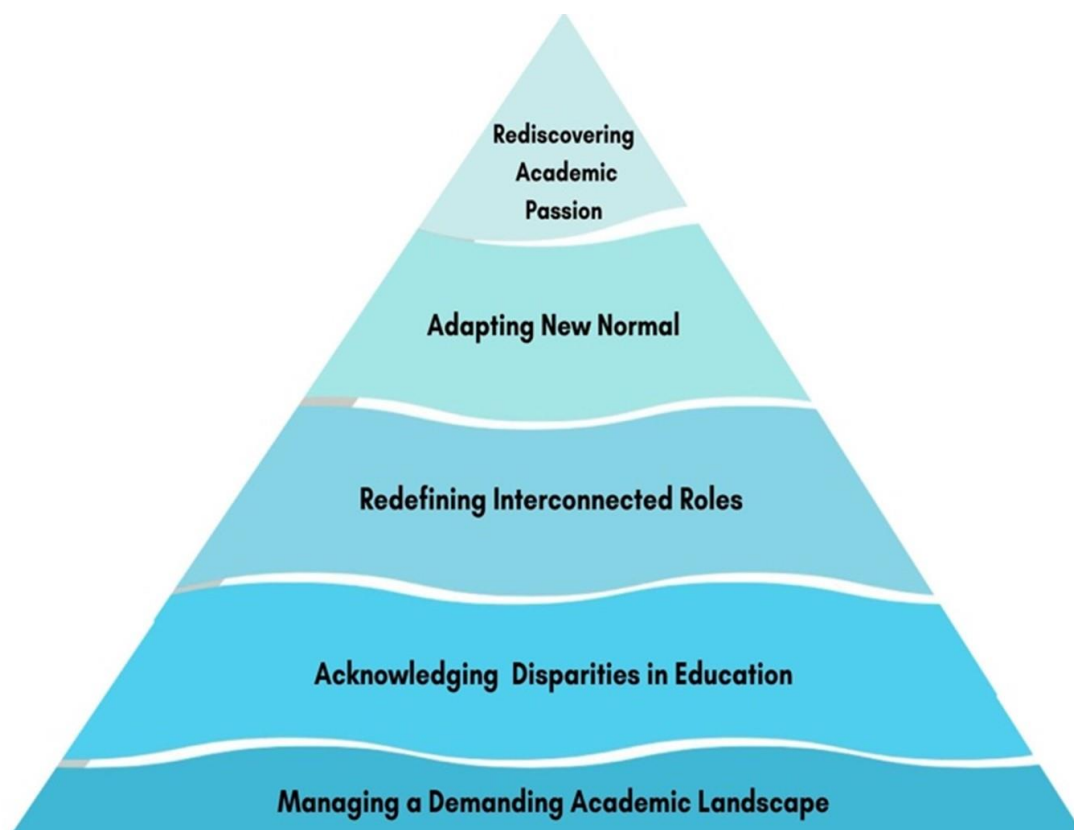 Rediscovering
Academic
Passion
Adapting New Normal
Redefining Interconnected Roles
Acknowledging Disparities in Education
Managing a Demanding Academic Landscape